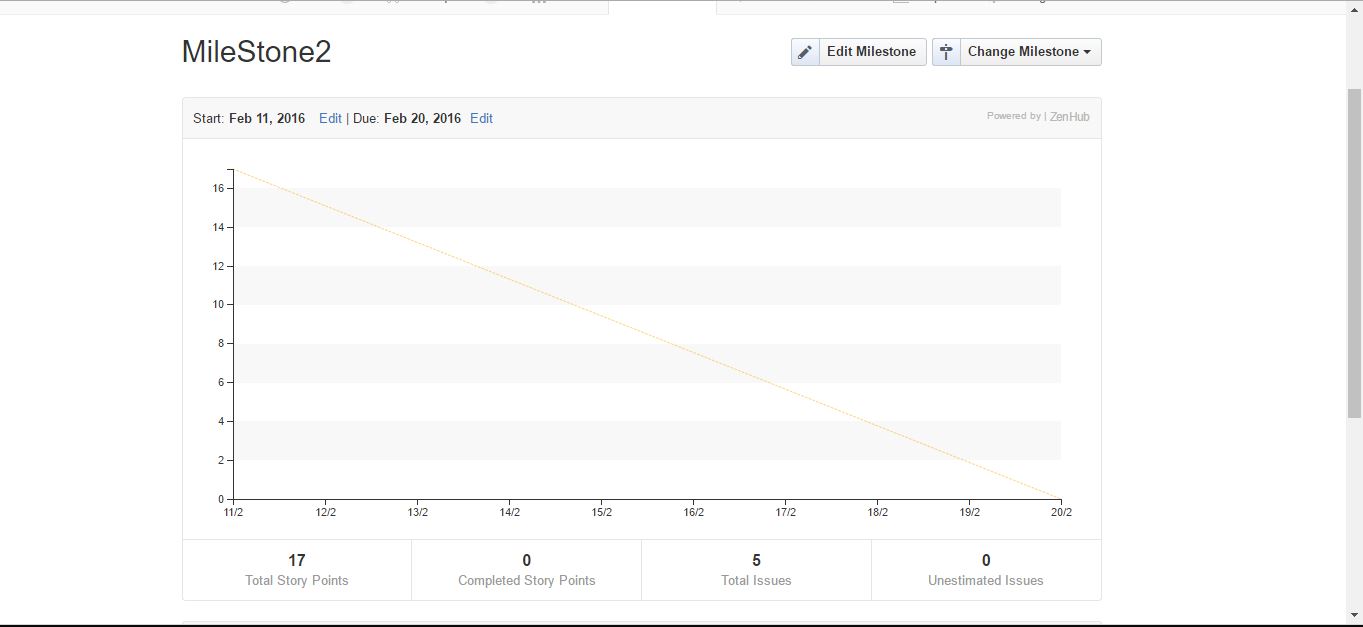 MileStone2
Edit Milestone
Change Milestone
Start: Feb 11, 2016 Edit | Due: Feb 20, 2016 Edit
Powered by | ZenHub
16
14
12
10
8
6
4
2
0
11/2 12/2 13/2 14/2 15/2 16/2 17/2 18/2 19/2 20/2
17 0 5 0
Total Story Points Completed Story Points Total Issues Unestimated Issues